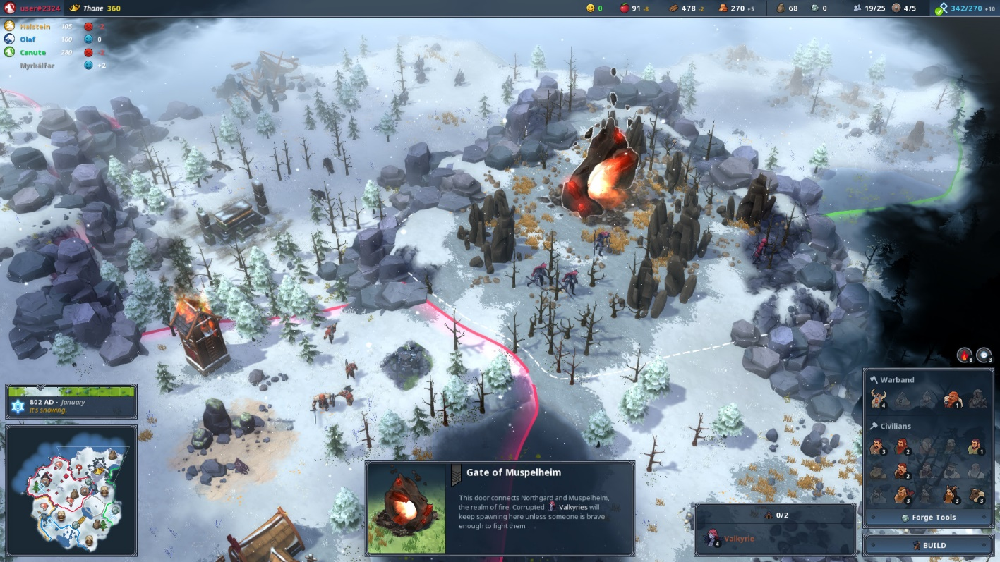 user#2324 Thane 360 0 91 -8 478 -2 270 +5 68 0 19/25 4/5 342/270 +10
Halstein 105 -2
Olaf 160 0
Canute 280 -3
Myrkálfar +2
8 3
802 AD - January
It's snowing.
Gate of Muspelheim
This door connects Northgard and Muspelheim,
the realm of fire. Corrupted Valkyries will
keep spawning here unless someone is brave
enough to fight them.
0/2
4 Valkyrie
Warband
4 1
Civilians
3 2 1
2
3 3 3
Forge Tools
BUILD